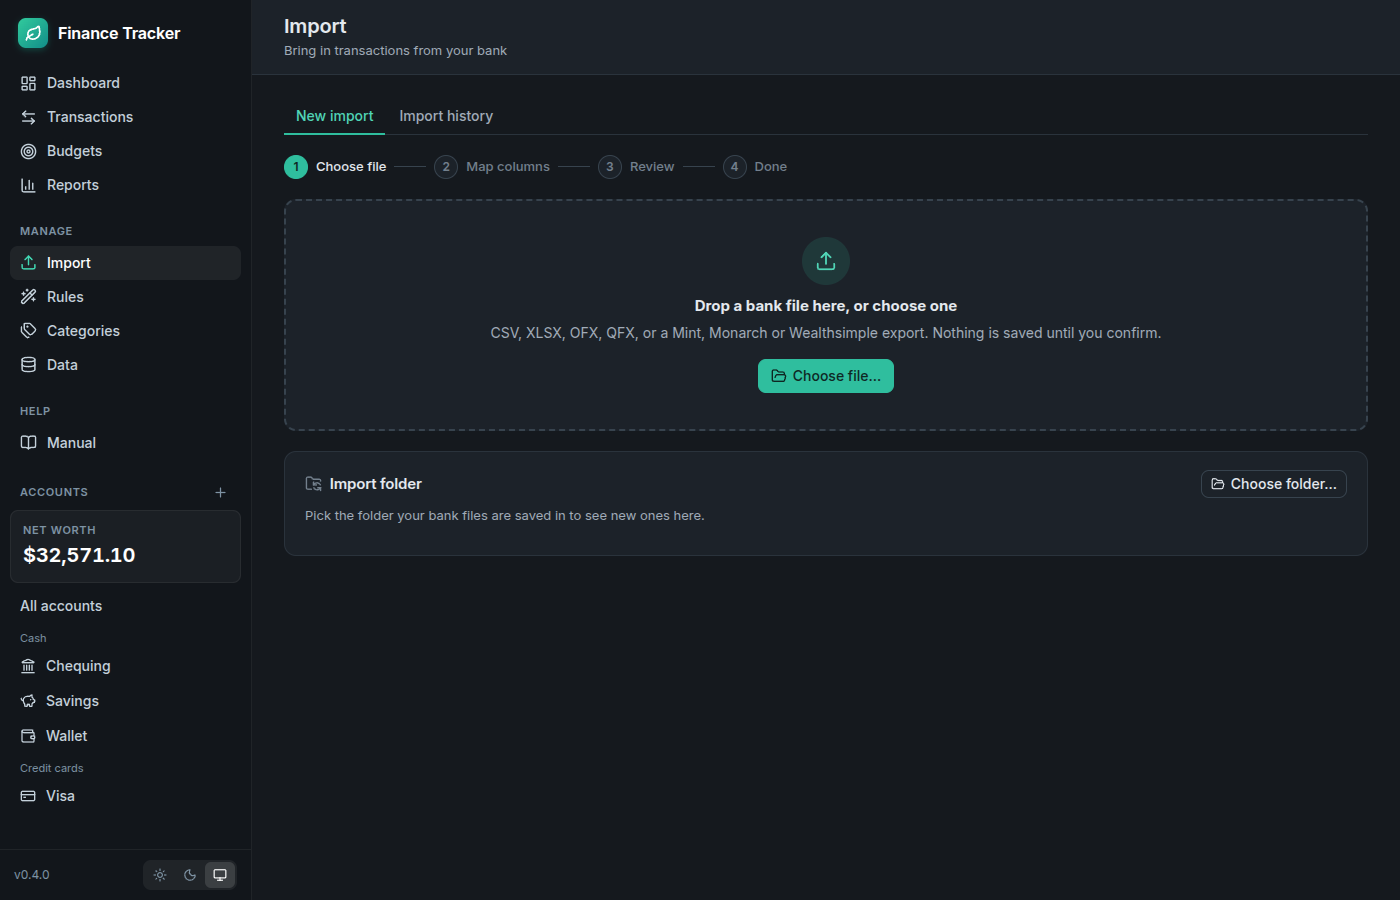 Finance Tracker
Dashboard
Transactions
Budgets
Reports
MANAGE
Import
Rules
Categories
Data
HELP
Manual
ACCOUNTS
NET WORTH
$32,571.10
All accounts
Cash
Chequing
Savings
Wallet
Credit cards
Visa
v0.4.0
Import
Bring in transactions from your bank
New import Import history
1 Choose file 2 Map columns 3 Review 4 Done
Drop a bank file here, or choose one
CSV, XLSX, OFX, QFX, or a Mint, Monarch or Wealthsimple export. Nothing is saved until you confirm.
Choose file...
Import folder Choose folder...
Pick the folder your bank files are saved in to see new ones here.